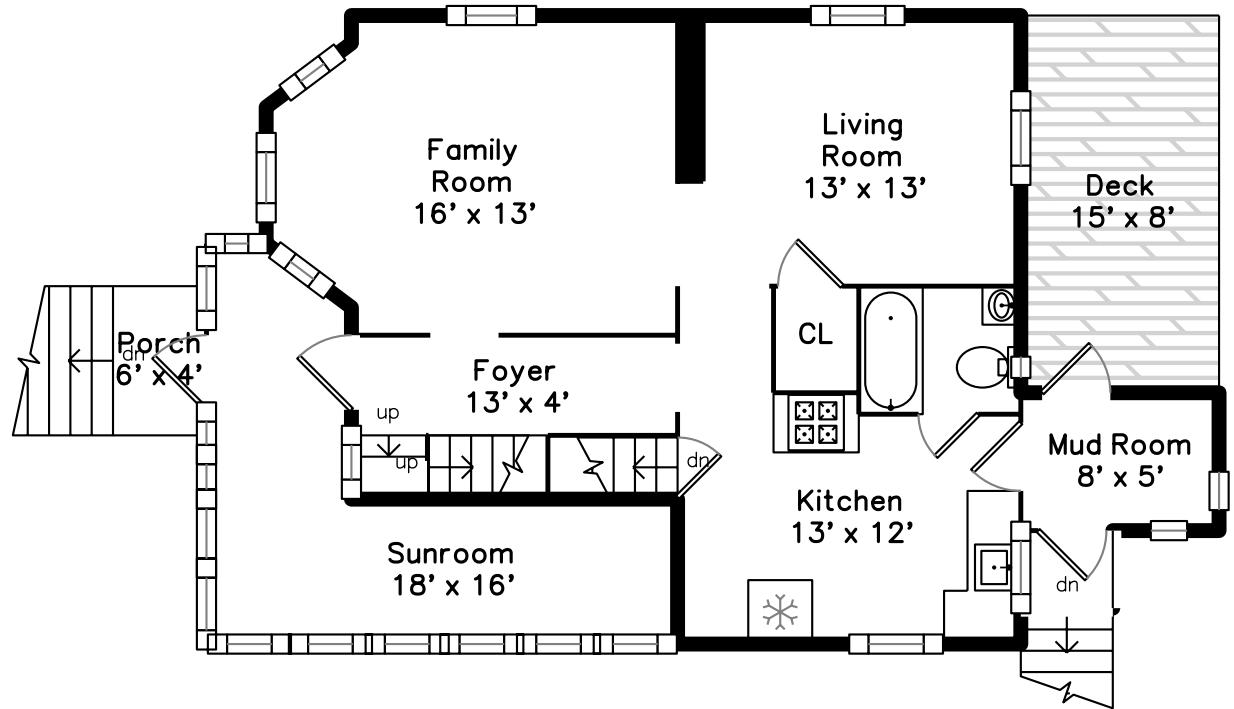 Family
Room
16' x 13'
Living
Room
13' x 13'
Deck
15' x 8'
Porch
dn
6' x 4'
CL
Foyer
13' x 4'
up
up
dn
Mud Room
8' x 5'
Kitchen
13' x 12'
Sunroom
18' x 16'
dn